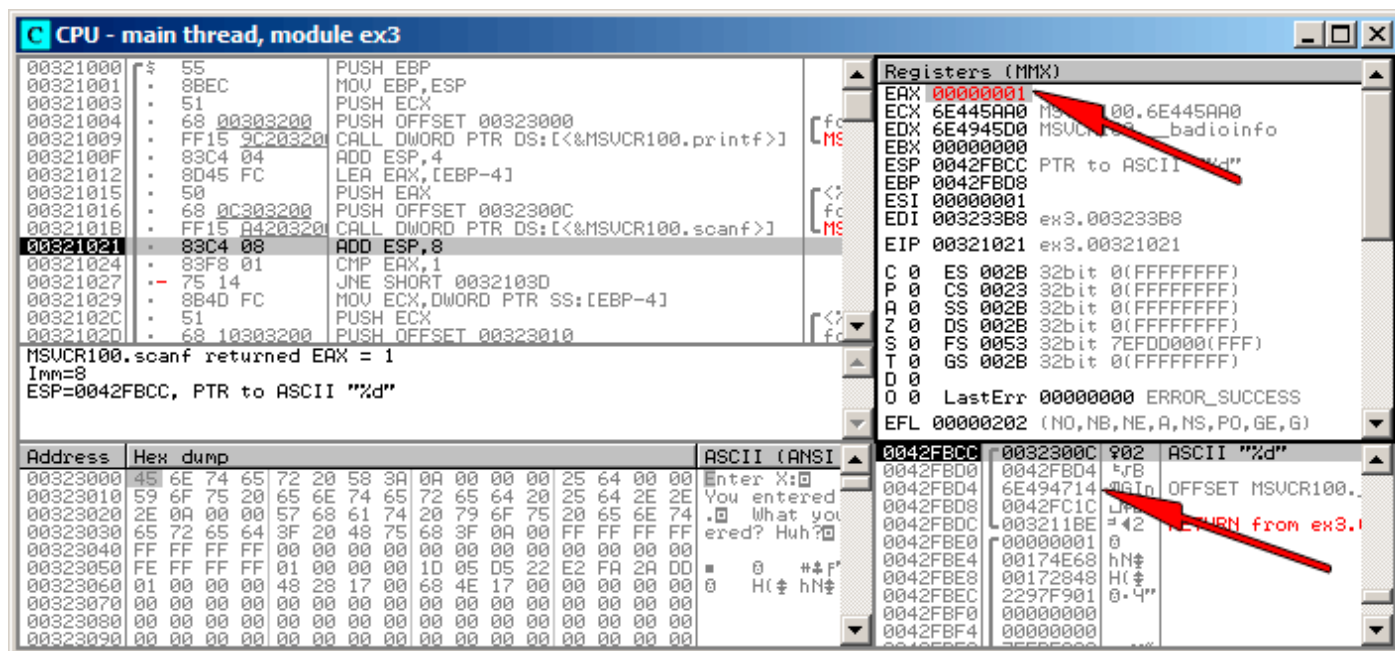 C CPU - main thread, module ex3
00321000 $ 55 PUSH EBP
00321001 . 8BEC MOV EBP,ESP
00321003 . 51 PUSH ECX
00321004 . 68 00303200 PUSH OFFSET 00323000
00321009 . FF15 9C203200 CALL DWORD PTR DS:[<&MSVCR100.printf>]
0032100F . 83C4 04 ADD ESP,4
00321012 . 8D45 FC LEA EAX,[EBP-4]
00321015 . 50 PUSH EAX
00321016 . 68 0C303200 PUSH OFFSET 0032300C
0032101B . FF15 A4203200 CALL DWORD PTR DS:[<&MSVCR100.scanf>]
00321021 . 83C4 08 ADD ESP,8
00321024 . 83F8 01 CMP EAX,1
00321027 .- 75 14 JNE SHORT 0032103D
00321029 . 8B4D FC MOV ECX,DWORD PTR SS:[EBP-4]
0032102C . 51 PUSH ECX
0032102D . 68 10303200 PUSH OFFSET 00323010
MSVCR100.scanf returned EAX = 1
Imm=8
ESP=0042FBCC, PTR to ASCII "%d"
Registers (MMX)
EAX 00000001
ECX 6E445AA0 100.6E445AA0
EDX 6E4945D0 __badioinfo
EBX 00000000
ESP 0042FBCC PTR to ASCII "%d"
EBP 0042FBD8
ESI 00000001
EDI 003233B8 ex3.003233B8
EIP 00321021 ex3.00321021
C 0 ES 002B 32bit 0(FFFFFFFF)
P 0 CS 0023 32bit 0(FFFFFFFF)
A 0 SS 002B 32bit 0(FFFFFFFF)
Z 0 DS 002B 32bit 0(FFFFFFFF)
S 0 FS 0053 32bit 7EFDD000(FFF)
T 0 GS 002B 32bit 0(FFFFFFFF)
D 0
O 0 LastErr 00000000 ERROR_SUCCESS
EFL 00000202 (NO,NB,NE,A,NS,PO,GE,G)
Address Hex dump ASCII (ANSI
00323000 45 6E 74 65 72 20 58 3A 0A 00 00 00 25 64 00 00 Enter X:
00323010 59 6F 75 20 65 6E 74 65 72 65 64 20 25 64 2E 2E You entered
00323020 2E 0A 00 00 57 68 61 74 20 79 6F 75 20 65 6E 74 . What you
00323030 65 72 65 64 3F 20 48 75 68 3F 0A 00 FF FF FF FF ered? Huh?
00323040 FF FF FF FF 00 00 00 00 00 00 00 00 00 00 00 00
00323050 FE FF FF FF 01 00 00 00 1D 05 D5 22 E2 FA 2A DD
00323060 01 00 00 00 48 28 17 00 68 4E 17 00 00 00 00 00 H( hN
00323070 00 00 00 00 00 00 00 00 00 00 00 00 00 00 00 00
00323080 00 00 00 00 00 00 00 00 00 00 00 00 00 00 00 00
00323090 00 00 00 00 00 00 00 00 00 00 00 00 00 00 00 00
0042FBCC 0032300C ♀02 ASCII "%d"
0042FBD0 0042FBD4
0042FBD4 6E494714 ¶GIn OFFSET MSVCR100._
0042FBD8 0042FC1C
0042FBDC 003211BE RETURN from ex3.
0042FBE0 00000001
0042FBE4 00174E68 hN
0042FBE8 00172848 H(
0042FBEC 2297F901
0042FBF0 00000000
0042FBF4 00000000